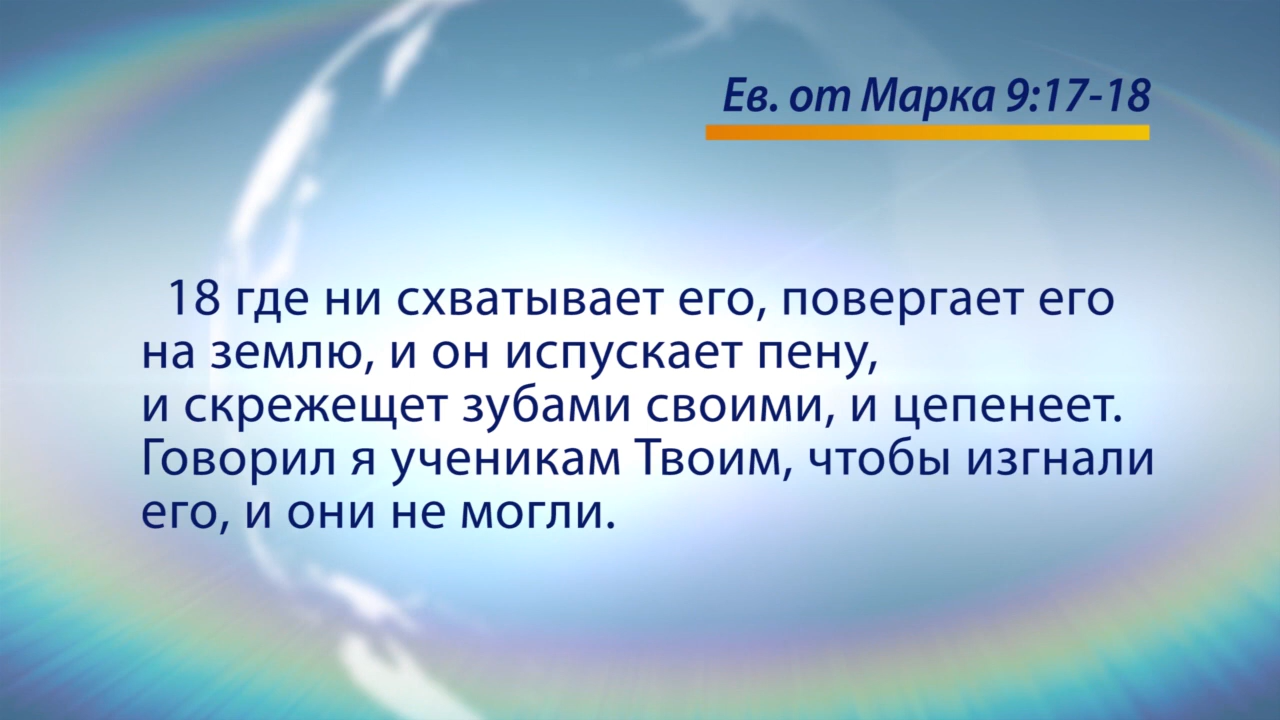 Ев. от Марка 9:17-18
18 где ни схватывает его, повергает его
на землю, и он испускает пену,
и скрежещет зубами своими, и цепенеет.
Говорил я ученикам Твоим, чтобы изгнали
его, и они не могли.